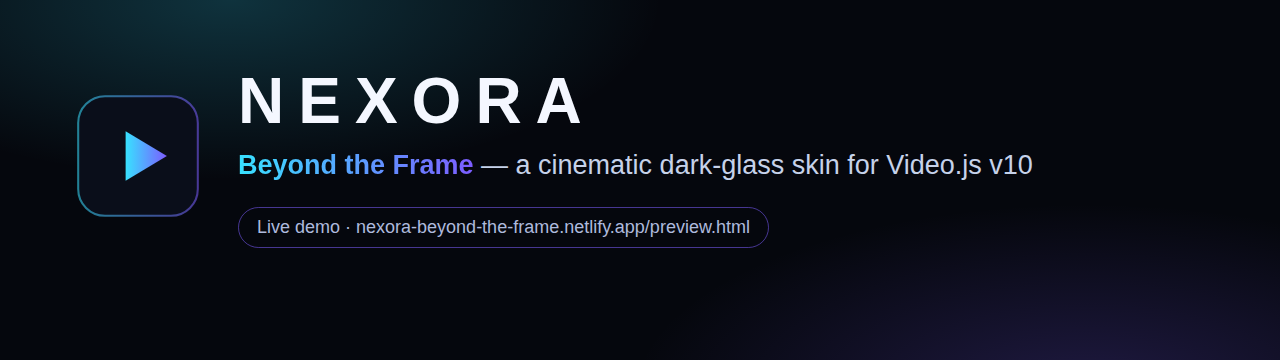 NEXORA
Beyond the Frame — a cinematic dark-glass skin for Video.js v10
Live demo · nexora-beyond-the-frame.netlify.app/preview.html